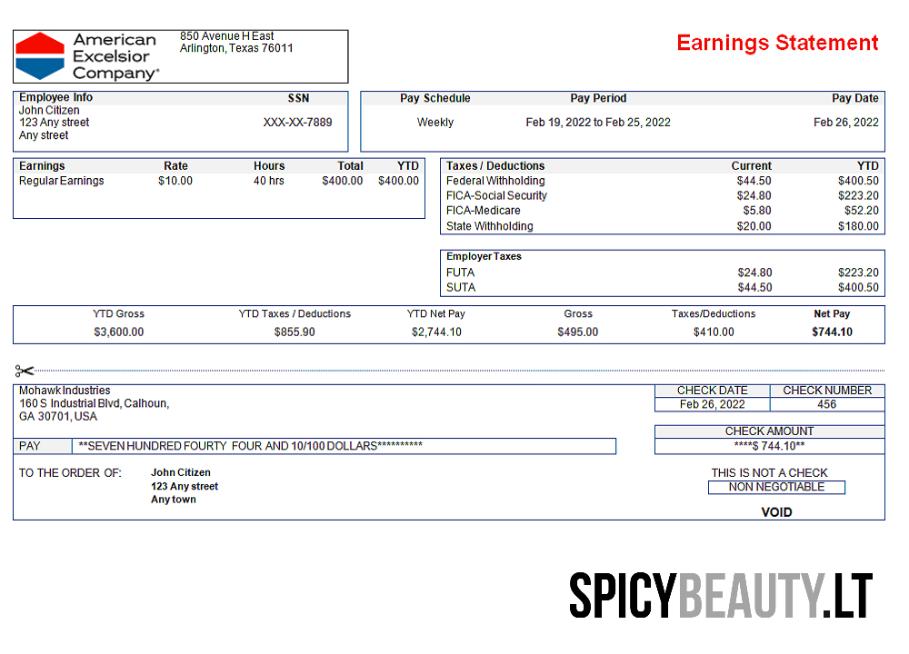 American
Excelsior
Company®
850 Avenue H East
Arlington, Texas 76011
Earnings Statement
Employee Info SSN
John Citizen
123 Any street XXX-XX-7889
Any street
Pay Schedule Pay Period Pay Date
Weekly Feb 19, 2022 to Feb 25, 2022 Feb 26, 2022
Earnings Rate Hours Total YTD
Regular Earnings $10.00 40 hrs $400.00 $400.00
Taxes / Deductions Current YTD
Federal Withholding $44.50 $400.50
FICA-Social Security $24.80 $223.20
FICA-Medicare $5.80 $52.20
State Withholding $20.00 $180.00
Employer Taxes
FUTA $24.80 $223.20
SUTA $44.50 $400.50
YTD Gross YTD Taxes / Deductions YTD Net Pay Gross Taxes/Deductions Net Pay
$3,600.00 $855.90 $2,744.10 $495.00 $410.00 $744.10
Mohawk Industries
160 S Industrial Blvd, Calhoun,
GA 30701, USA
CHECK DATE CHECK NUMBER
Feb 26, 2022 456
CHECK AMOUNT
****$ 744.10**
PAY **SEVEN HUNDRED FOURTY FOUR AND 10/100 DOLLARS**********
TO THE ORDER OF: John Citizen
123 Any street
Any town
THIS IS NOT A CHECK
NON NEGOTIABLE
VOID
SPICYBEAUTY.LT